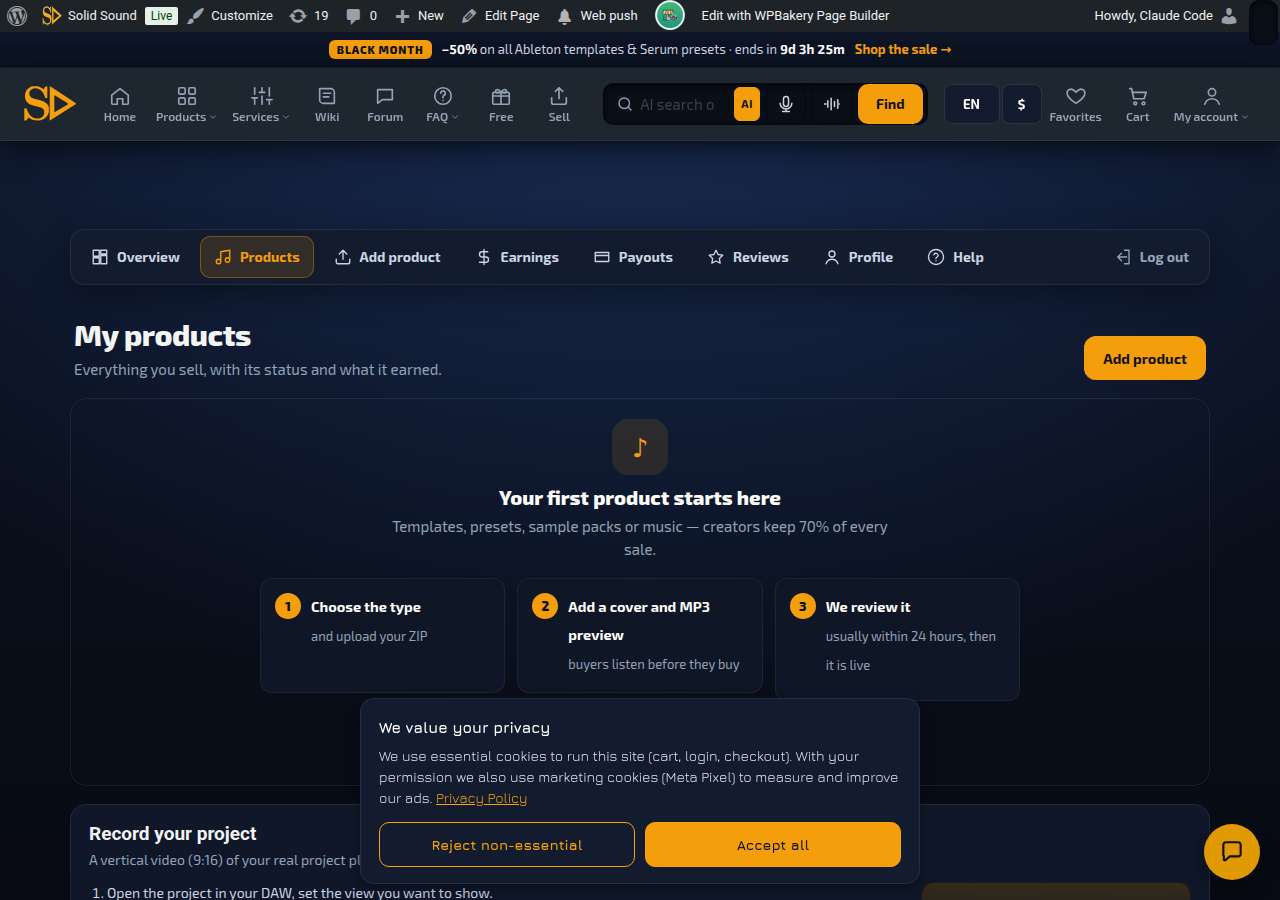 Solid Sound Live Customize 19 0 New Edit Page Web push Edit with WPBakery Page Builder Howdy, Claude Code
BLACK MONTH −50% on all Ableton templates & Serum presets · ends in 9d 3h 25m Shop the sale →
Home Products Services Wiki Forum FAQ Free Sell AI search o AI Find EN $ Favorites Cart My account
Overview Products Add product Earnings Payouts Reviews Profile Help Log out
My products
Everything you sell, with its status and what it earned.
Add product
Your first product starts here
Templates, presets, sample packs or music — creators keep 70% of every
sale.
1 Choose the type
and upload your ZIP
2 Add a cover and MP3
preview
buyers listen before they buy
3 We review it
usually within 24 hours, then
it is live
We value your privacy
We use essential cookies to run this site (cart, login, checkout). With your
permission we also use marketing cookies (Meta Pixel) to measure and improve
our ads. Privacy Policy
Reject non-essential Accept all
Record your project
A vertical video (9:16) of your real project pl
1. Open the project in your DAW, set the view you want to show.